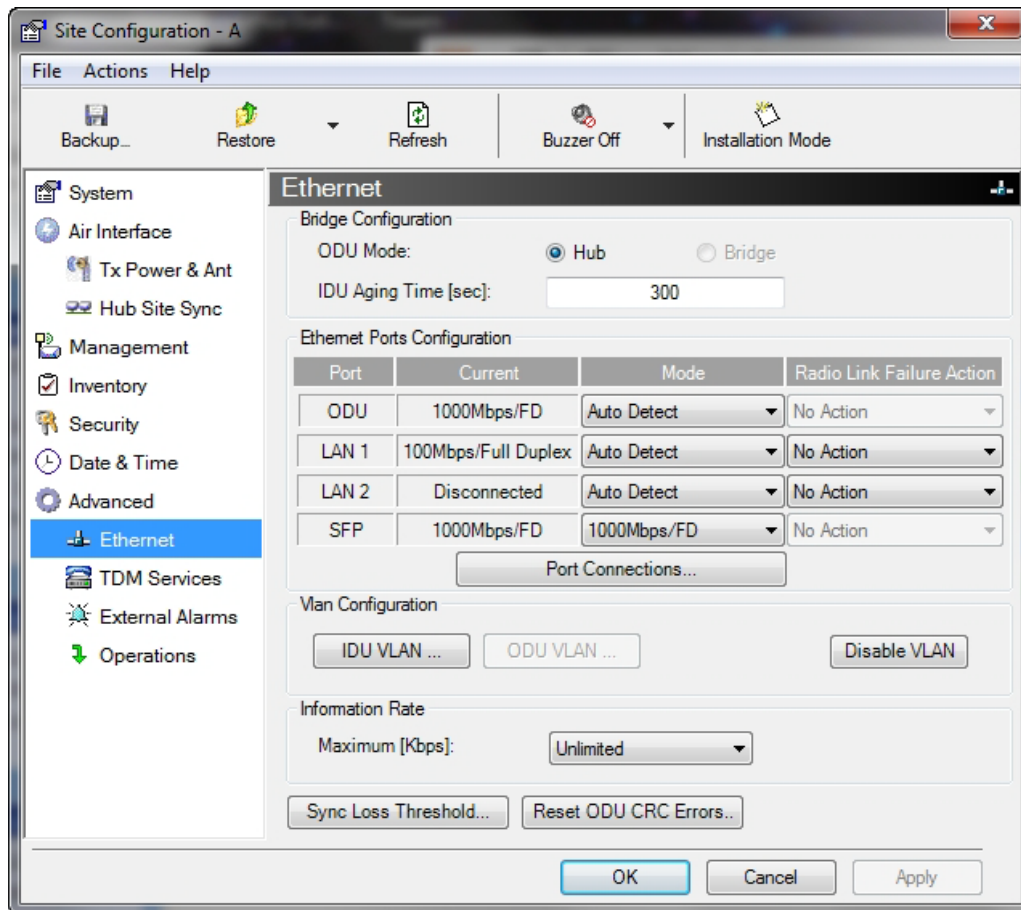 Site Configuration - A
File Actions Help
Backup... Restore Refresh Buzzer Off Installation Mode
System
Air Interface
Tx Power & Ant
Hub Site Sync
Management
Inventory
Security
Date & Time
Advanced
Ethernet
TDM Services
External Alarms
Operations
Ethernet
Bridge Configuration
ODU Mode: Hub Bridge
IDU Aging Time [sec]: 300
Ethernet Ports Configuration
Port Current Mode Radio Link Failure Action
ODU 1000Mbps/FD Auto Detect No Action
LAN 1 100Mbps/Full Duplex Auto Detect No Action
LAN 2 Disconnected Auto Detect No Action
SFP 1000Mbps/FD 1000Mbps/FD No Action
Port Connections...
Vlan Configuration
IDU VLAN ... ODU VLAN ... Disable VLAN
Information Rate
Maximum [Kbps]: Unlimited
Sync Loss Threshold... Reset ODU CRC Errors..
OK Cancel Apply